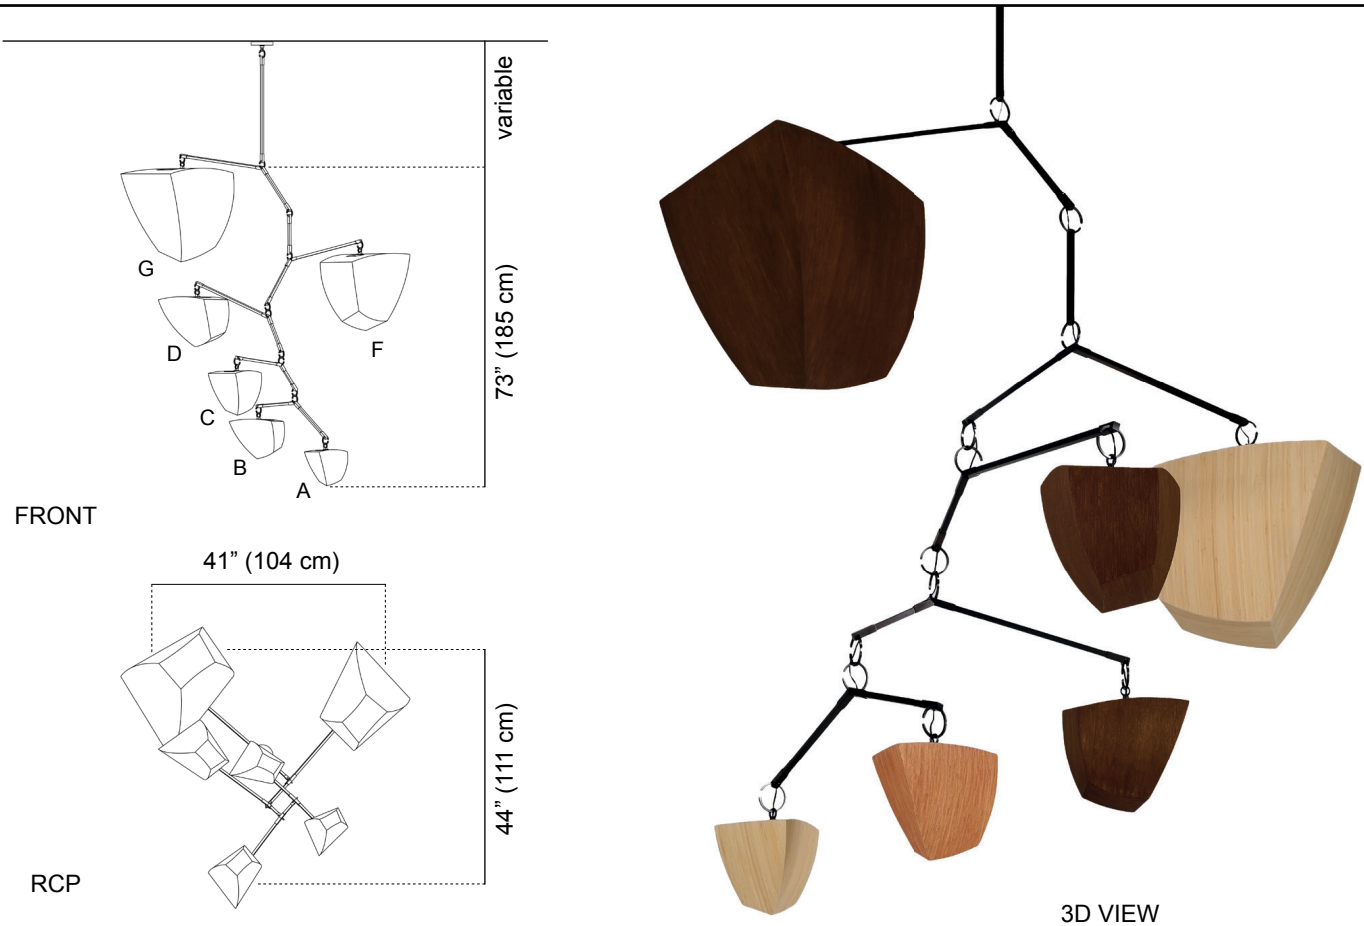 variable
G
D
F
C
B
A
73” (185 cm)
FRONT
41” (104 cm)
44” (111 cm)
RCP
3D VIEW